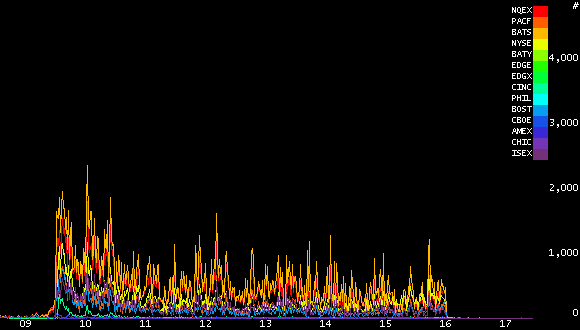 #
NQEX
PACF
BATS
NYSE
BATY
EDGE
EDGX
CINC
PHIL
BOST
CBOE
AMEX
CHIC
ISEX
4,000
3,000
2,000
1,000
0
09 10 11 12 13 14 15 16 17